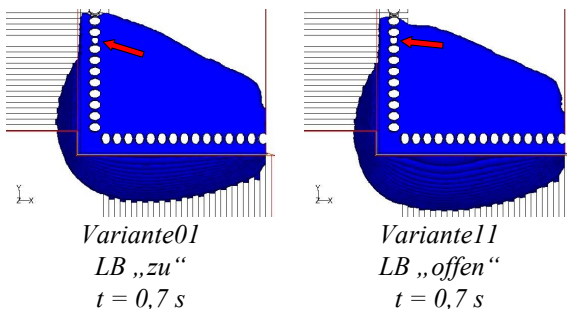 Y
Z X
Variante01
LB „zu“
t = 0,7 s
Y
Z X
Variante11
LB „offen“
t = 0,7 s